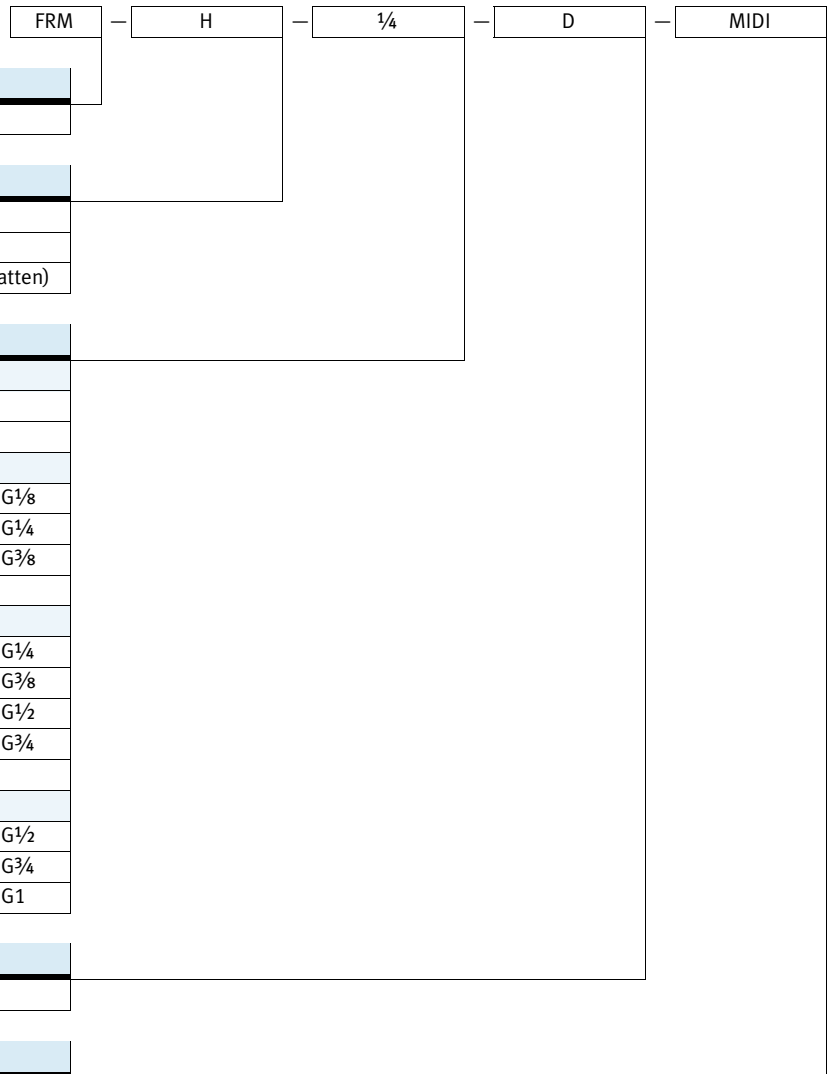 FRM — H — ¼ — D — MIDI
atten)
G⅛
G¼
G⅜
G¼
G⅜
G½
G¾
G½
G¾
G1